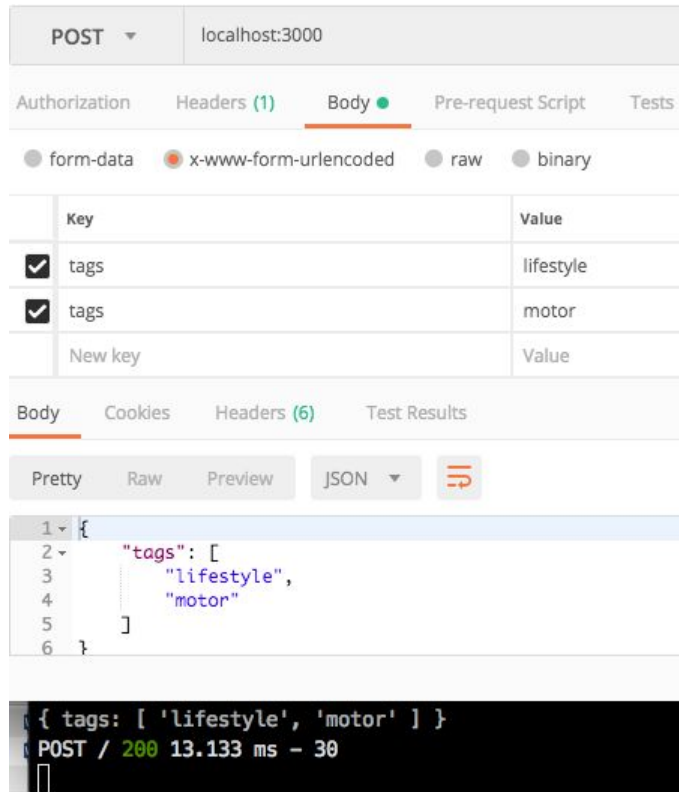 POST localhost:3000
Authorization Headers (1) Body Pre-request Script Tests
form-data x-www-form-urlencoded raw binary
Key Value
tags lifestyle
tags motor
New key Value
Body Cookies Headers (6) Test Results
Pretty Raw Preview JSON
1 {
2 "tags": [
3 "lifestyle",
4 "motor"
5 ]
6 }
{ tags: [ 'lifestyle', 'motor' ] }
POST / 200 13.133 ms - 30